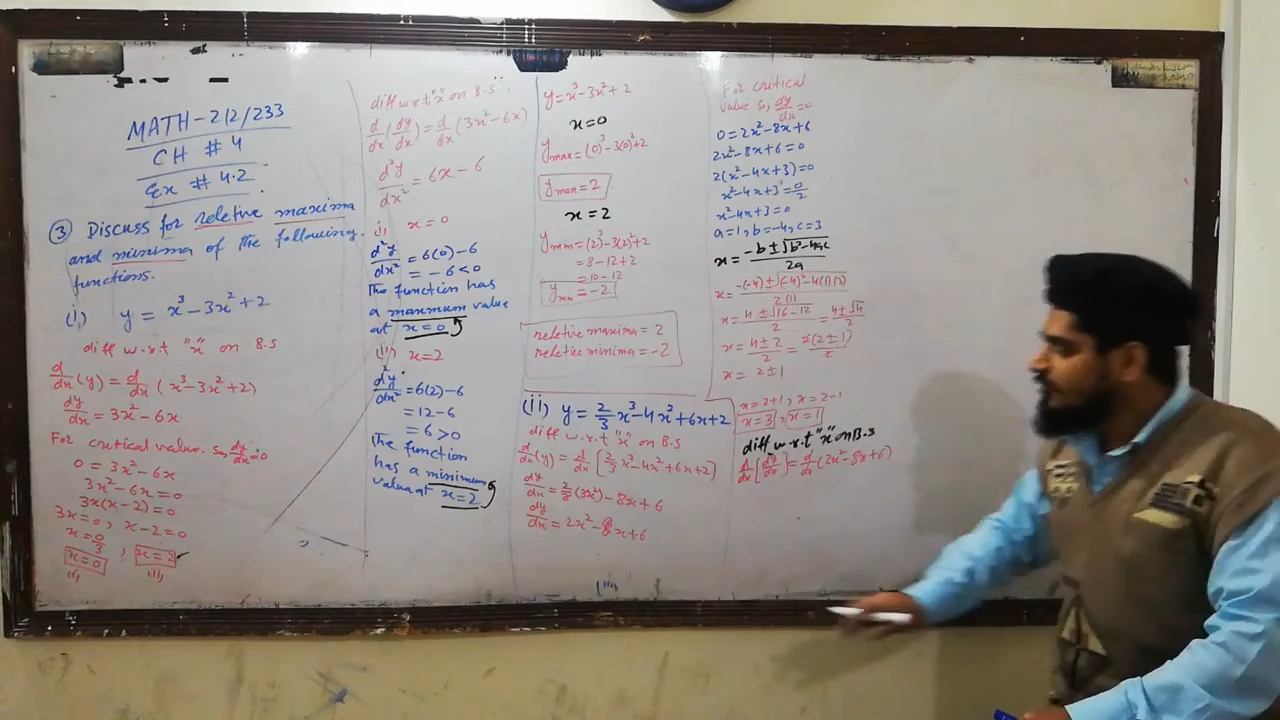 MATH-212/233
CH # 4
Ex # 4.2
③ Discuss for reletive maxima
and minima of the following
functions.
(i) y = x³ - 3x² + 2
diff w.r.t "x" on B.S
d/dx (y) = d/dx (x³ - 3x² + 2)
dy/dx = 3x² - 6x
For critical value. So, dy/dx = 0
0 = 3x² - 6x
3x² - 6x = 0
3x(x - 2) = 0
3x = 0, x - 2 = 0
x = 0/3
x = 0 , x = 2
(i) (ii)
diff w.r.t "x" on B.S
d/dx (dy/dx) = d/dx (3x² - 6x)
d²y/dx² = 6x - 6
i) x = 0
d²y/dx² = 6(0) - 6
= -6 < 0
The function has
a maxmum value
at x = 0
(ii) x = 2
d²y/dx² = 6(2) - 6
= 12 - 6
= 6 > 0
The function
has a minimum
value at x = 2
y = x³ - 3x² + 2
x = 0
y max = (0)³ - 3(0)² + 2
y max = 2
x = 2
y min = (2)³ - 3(2)² + 2
= 8 - 12 + 2
= 10 - 12
y min = -2
reletive maxima = 2
reletive minima = -2
(ii) y = 2/3 x³ - 4x² + 6x + 2
diff w.r.t "x" on B.S
d/dx (y) = d/dx [2/3 x³ - 4x² + 6x + 2]
dy/dx = 2/3 (3x²) - 8x + 6
dy/dx = 2x² - 8x + 6
For critical
value So, dy/dx = 0
0 = 2x² - 8x + 6
2x² - 8x + 6 = 0
2(x² - 4x + 3) = 0
x² - 4x + 3 = 0/2
x² - 4x + 3 = 0
a = 1, b = -4, c = 3
x = -b ± √b² - 4ac / 2a
x = -(-4) ± √(-4)² - 4(1)(3) / 2(1)
x = 4 ± √16 - 12 / 2 = 4 ± √4 / 2
x = 4 ± 2 / 2 = 2(2 ± 1) / 2
x = 2 ± 1
x = 2 + 1, x = 2 - 1
x = 3, x = 1
diff w.r.t "x" on B.S
d/dx [dy/dx] = d/dx (2x² - 8x + 6)